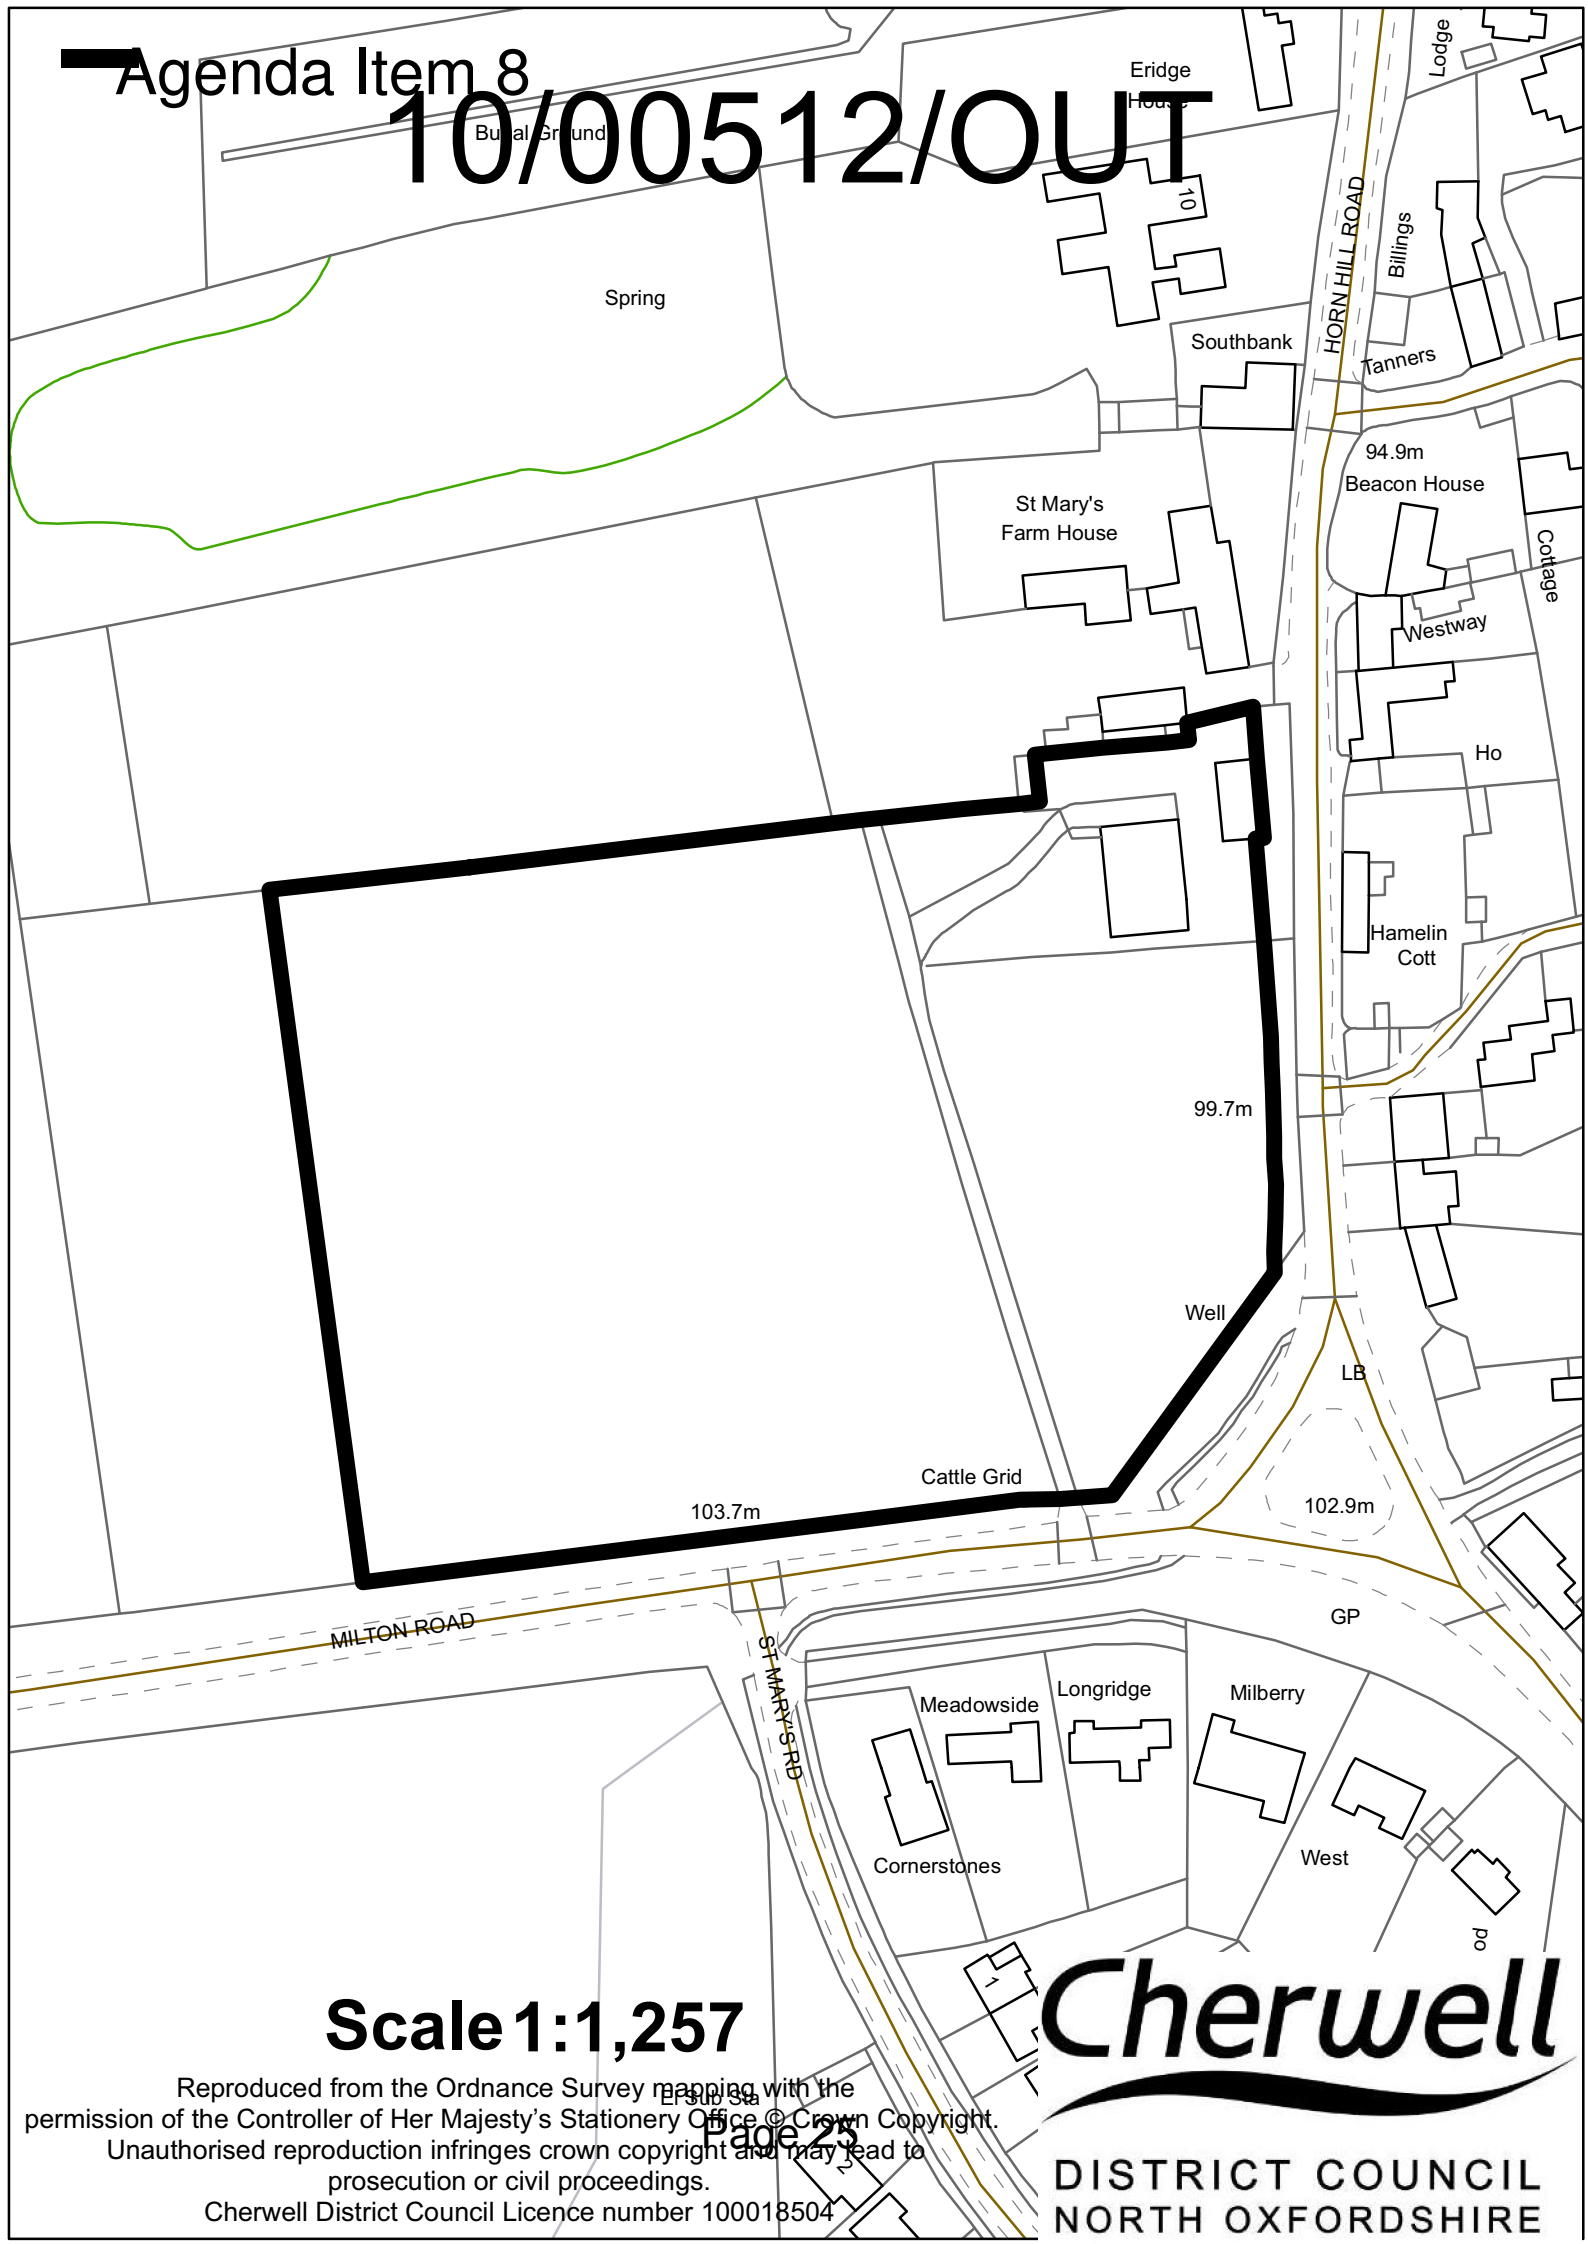 Agenda Item 8
10/00512/OUT
Eridge
House
Lodge
Burial Ground
10
HORN HILL ROAD
Billings
Spring
Southbank
Tanners
94.9m
Beacon House
St Mary's
Farm House
Cottage
Westway
Ho
Hamelin
Cott
99.7m
Well
LB
Cattle Grid
103.7m
102.9m
MILTON ROAD
GP
ST MARY'S RD
Meadowside
Longridge
Milberry
Cornerstones
West
od
1
Scale 1:1,257
Reproduced from the Ordnance Survey mapping with the
El Sub Sta
permission of the Controller of Her Majesty’s Stationery Office © Crown Copyright.
Page 25
Unauthorised reproduction infringes crown copyright and may lead to
2
prosecution or civil proceedings.
Cherwell District Council Licence number 100018504
Cherwell
DISTRICT COUNCIL
NORTH OXFORDSHIRE